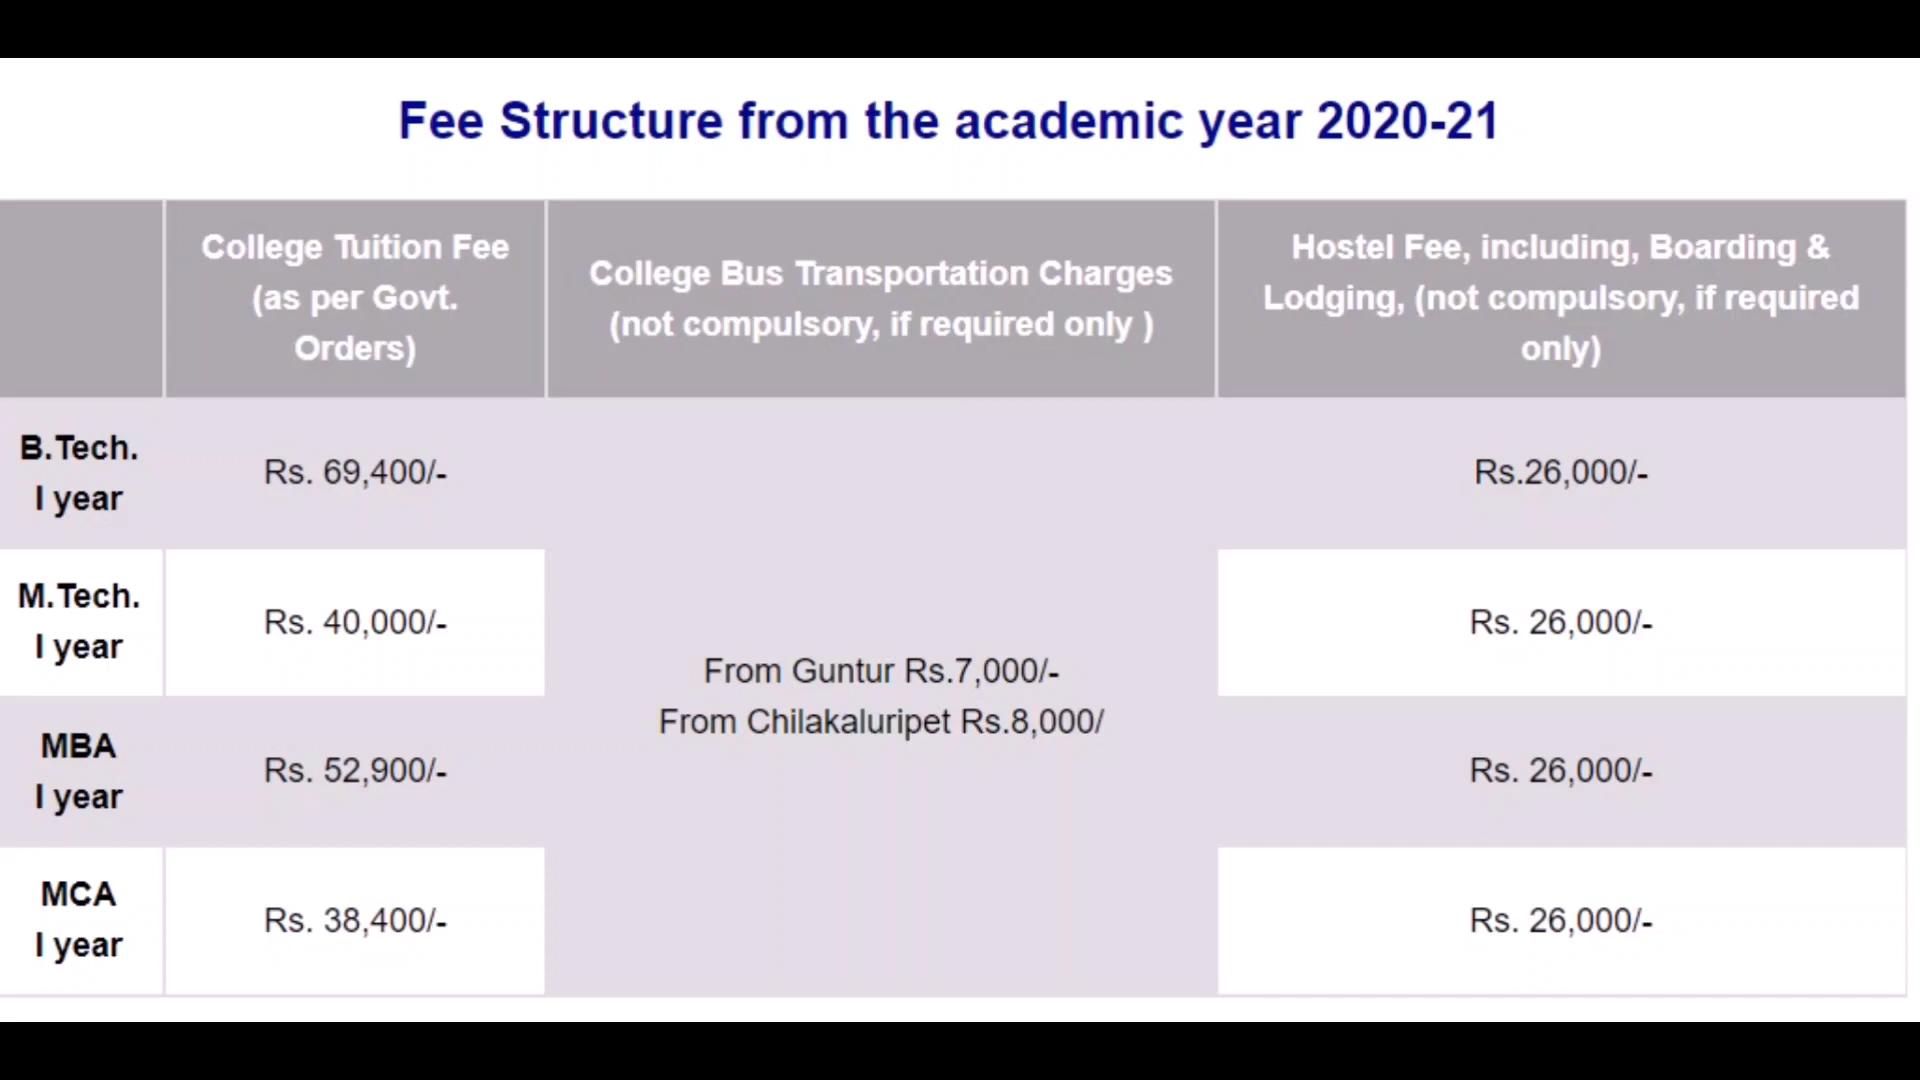 Fee Structure from the academic year 2020-21
College Tuition Fee
(as per Govt.
Orders)
College Bus Transportation Charges
(not compulsory, if required only )
Hostel Fee, including, Boarding &
Lodging, (not compulsory, if required
only)
B.Tech.
I year
Rs. 69,400/-
Rs.26,000/-
M.Tech.
I year
Rs. 40,000/-
Rs. 26,000/-
From Guntur Rs.7,000/-
From Chilakaluripet Rs.8,000/
MBA
I year
Rs. 52,900/-
Rs. 26,000/-
MCA
I year
Rs. 38,400/-
Rs. 26,000/-